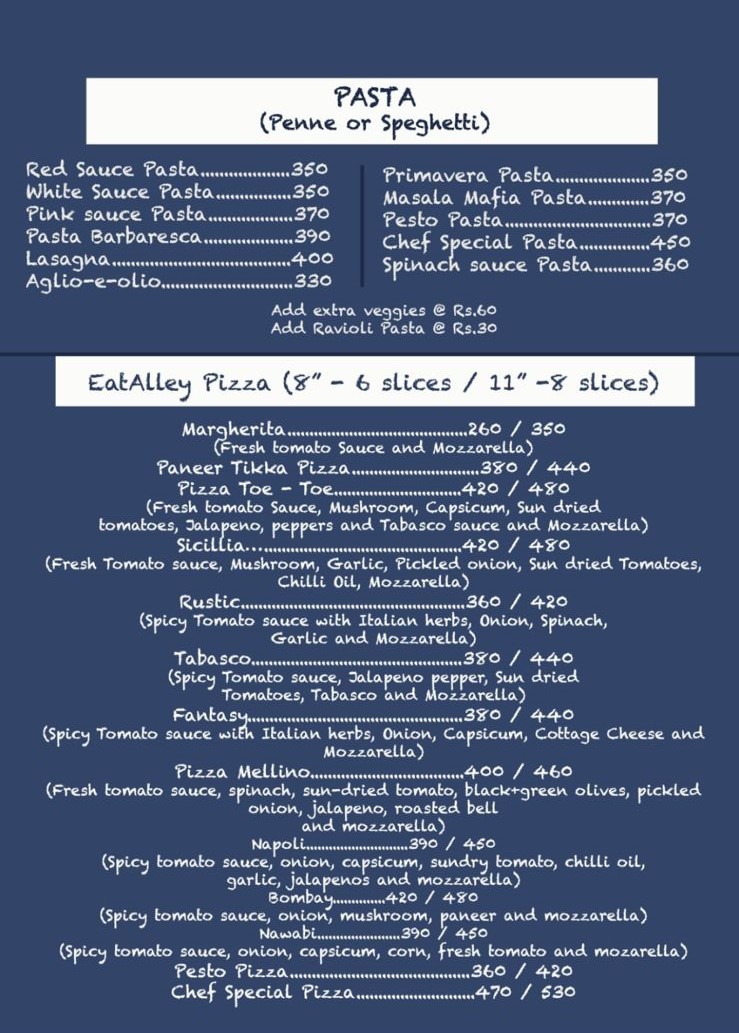 PASTA
(Penne or Speghetti)
Red Sauce Pasta....................350
White Sauce Pasta.................350
Pink sauce Pasta...................370
Pasta Barbaresca....................390
Lasagna........................................400
Aglio-e-olio.............................330
Primavera Pasta.....................350
Masala Mafia Pasta..............370
Pesto Pasta................................370
Chef Special Pasta................450
Spinach sauce Pasta.............360
Add extra veggies @ Rs.60
Add Ravioli Pasta @ Rs.30
EatAlley Pizza (8" - 6 slices / 11" -8 slices)
Margherita........................................260 / 350
(Fresh tomato Sauce and Mozzarella)
Paneer Tikka Pizza.............................380 / 440
Pizza Toe - Toe.............................420 / 480
(Fresh tomato Sauce, Mushroom, Capsicum, Sun dried
tomatoes, Jalapeno, peppers and Tabasco sauce and Mozzarella)
Sicillia................................................420 / 480
(Fresh Tomato sauce, Mushroom, Garlic, Pickled onion, Sun dried Tomatoes,
Chilli Oil, Mozzarella)
Rustic..................................................360 / 420
(Spicy Tomato sauce with Italian herbs, Onion, Spinach,
Garlic and Mozzarella)
Tabasco...............................................380 / 440
(Spicy Tomato sauce, Jalapeno pepper, Sun dried
Tomatoes, Tabasco and Mozzarella)
Fantasy................................................380 / 440
(Spicy Tomato sauce with Italian herbs, Onion, Capsicum, Cottage Cheese and
Mozzarella)
Pizza Mellino..................................400 / 460
(Fresh tomato sauce, spinach, sun-dried tomato, black+green olives, pickled
onion, jalapeno, roasted bell
and mozzarella)
Napoli..........................390 / 450
(Spicy tomato sauce, onion, capsicum, sundry tomato, chilli oil,
garlic, jalapenos and mozzarella)
Bombay.............420 / 480
(Spicy tomato sauce, onion, mushroom, paneer and mozzarella)
Nawabi.....................390 / 450
(Spicy tomato sauce, onion, capsicum, corn, fresh tomato and mozarella)
Pesto Pizza........................................360 / 420
Chef Special Pizza..........................470 / 530